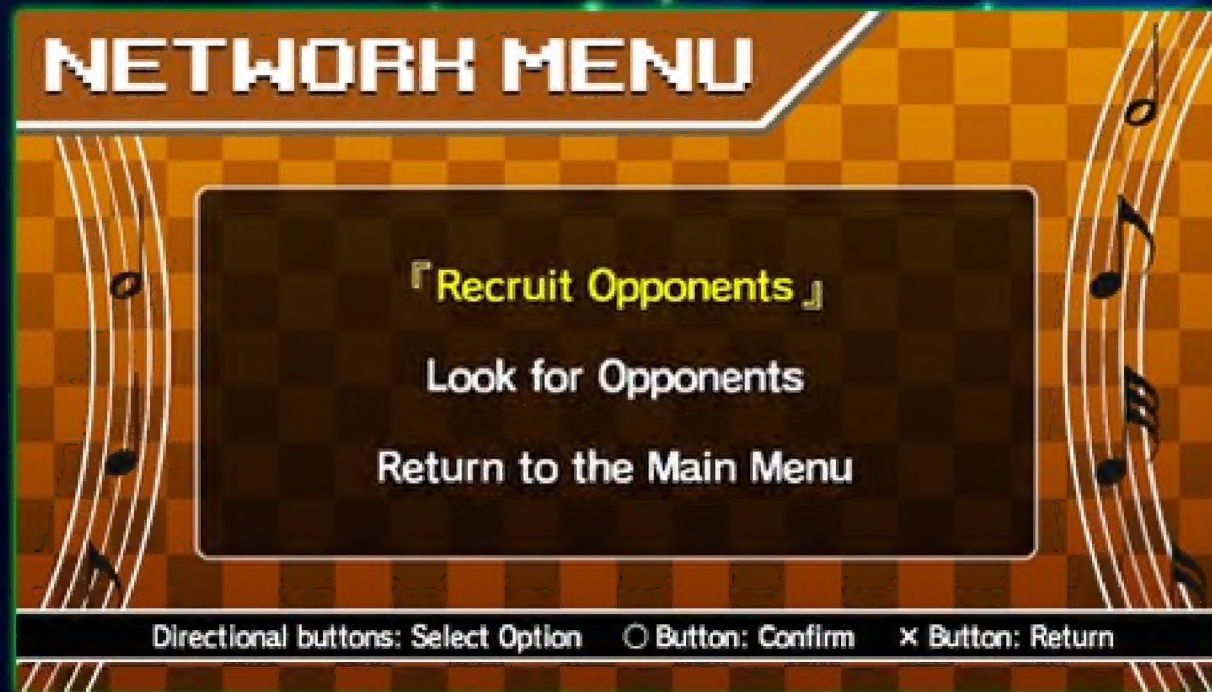 NETWORK MENU
『Recruit Opponents』
Look for Opponents
Return to the Main Menu
Directional buttons: Select Option ○ Button: Confirm × Button: Return